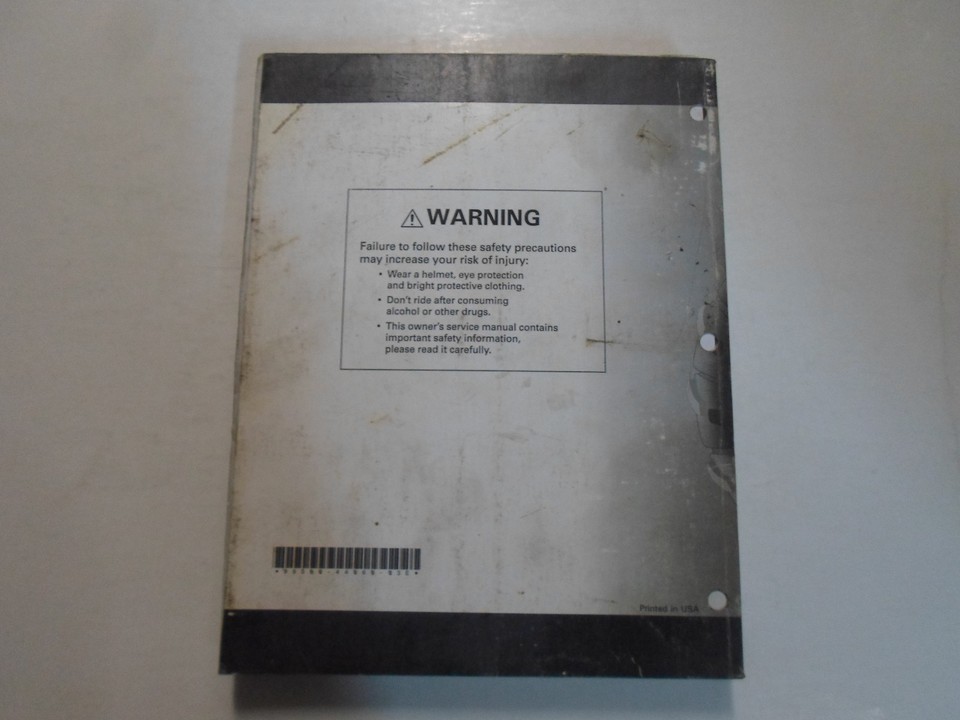 WARNING
Failure to follow these safety precautions
may increase your risk of injury:
• Wear a helmet, eye protection
and bright protective clothing.
• Don't ride after consuming
alcohol or other drugs.
• This owner's service manual contains
important safety information,
please read it carefully.
Printed in USA